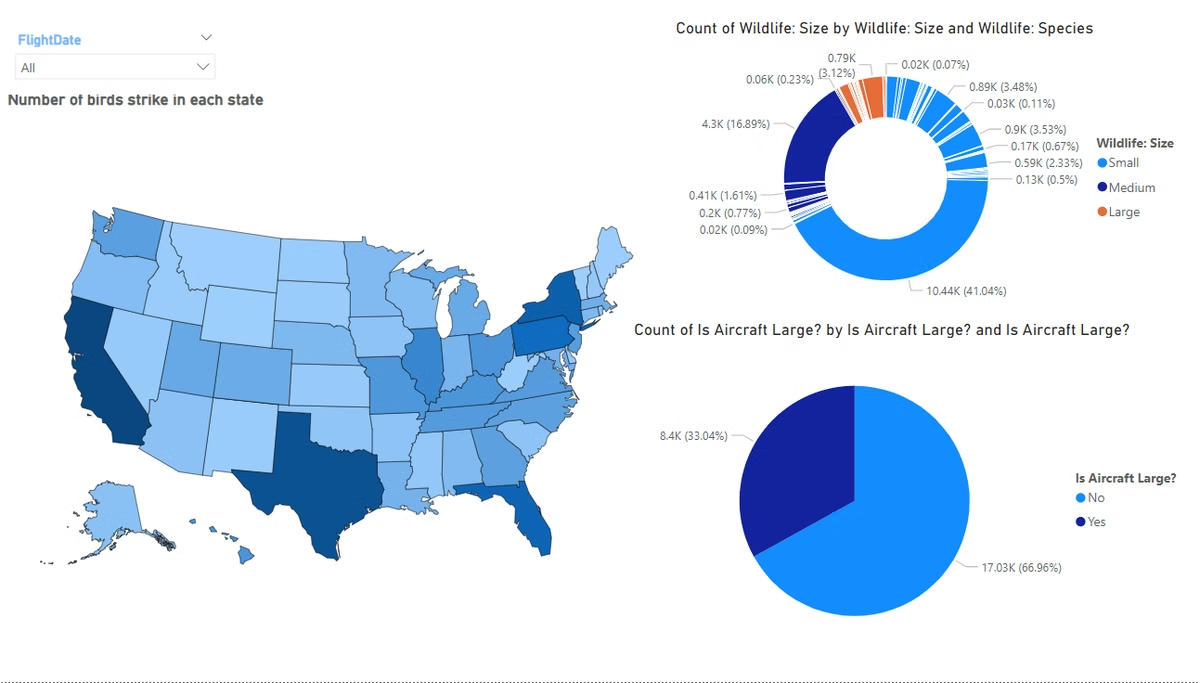 FlightDate
All
Number of birds strike in each state
Count of Wildlife: Size by Wildlife: Size and Wildlife: Species
0.79K
(3.12%)
0.02K (0.07%)
0.06K (0.23%)
0.89K (3.48%)
0.03K (0.11%)
4.3K (16.89%)
0.9K (3.53%)
0.17K (0.67%)
0.59K (2.33%)
0.13K (0.5%)
0.41K (1.61%)
0.2K (0.77%)
0.02K (0.09%)
10.44K (41.04%)
Wildlife: Size
Small
Medium
Large
Count of Is Aircraft Large? by Is Aircraft Large? and Is Aircraft Large?
8.4K (33.04%)
17.03K (66.96%)
Is Aircraft Large?
No
Yes